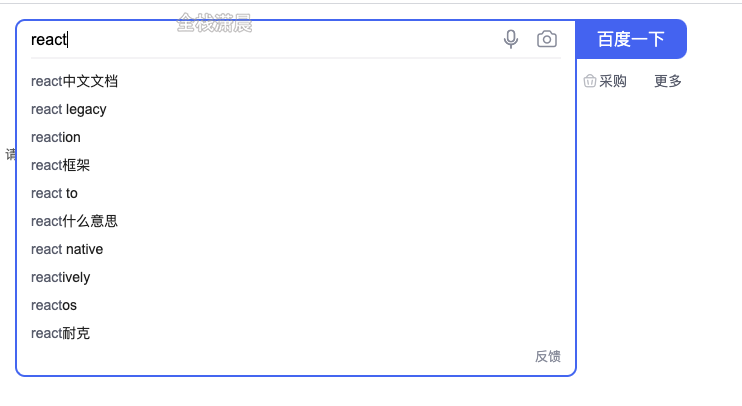 全栈潇晨
react
百度一下
react中文文档
采购
更多
react legacy
reaction
请
react框架
react to
react什么意思
react native
reactively
reactos
react耐克
反馈